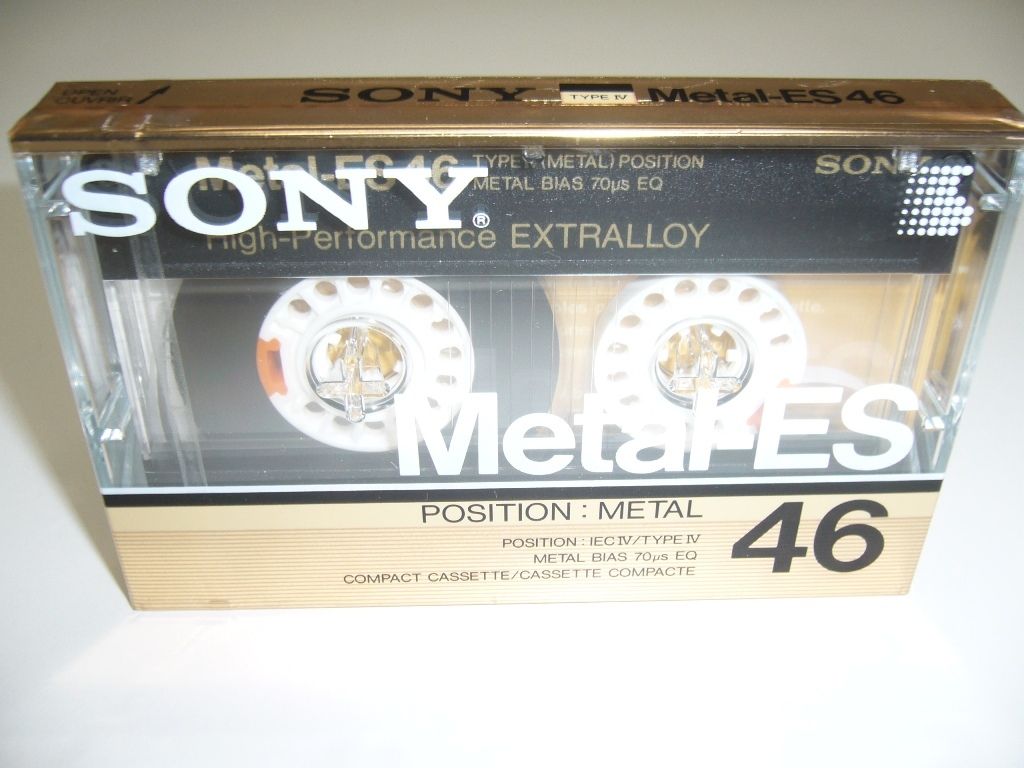 OPEN
OUVRIR
SONY TYPE IV Metal-ES46
Metal-ES46 TYPE IV (METAL) POSITION
METAL BIAS 70µs EQ
SONY
SONY®
High-Performance EXTRALLOY
Metal-ES
POSITION : METAL
46
POSITION : IEC IV/TYPE IV
METAL BIAS 70µs EQ
COMPACT CASSETTE/CASSETTE COMPACTE